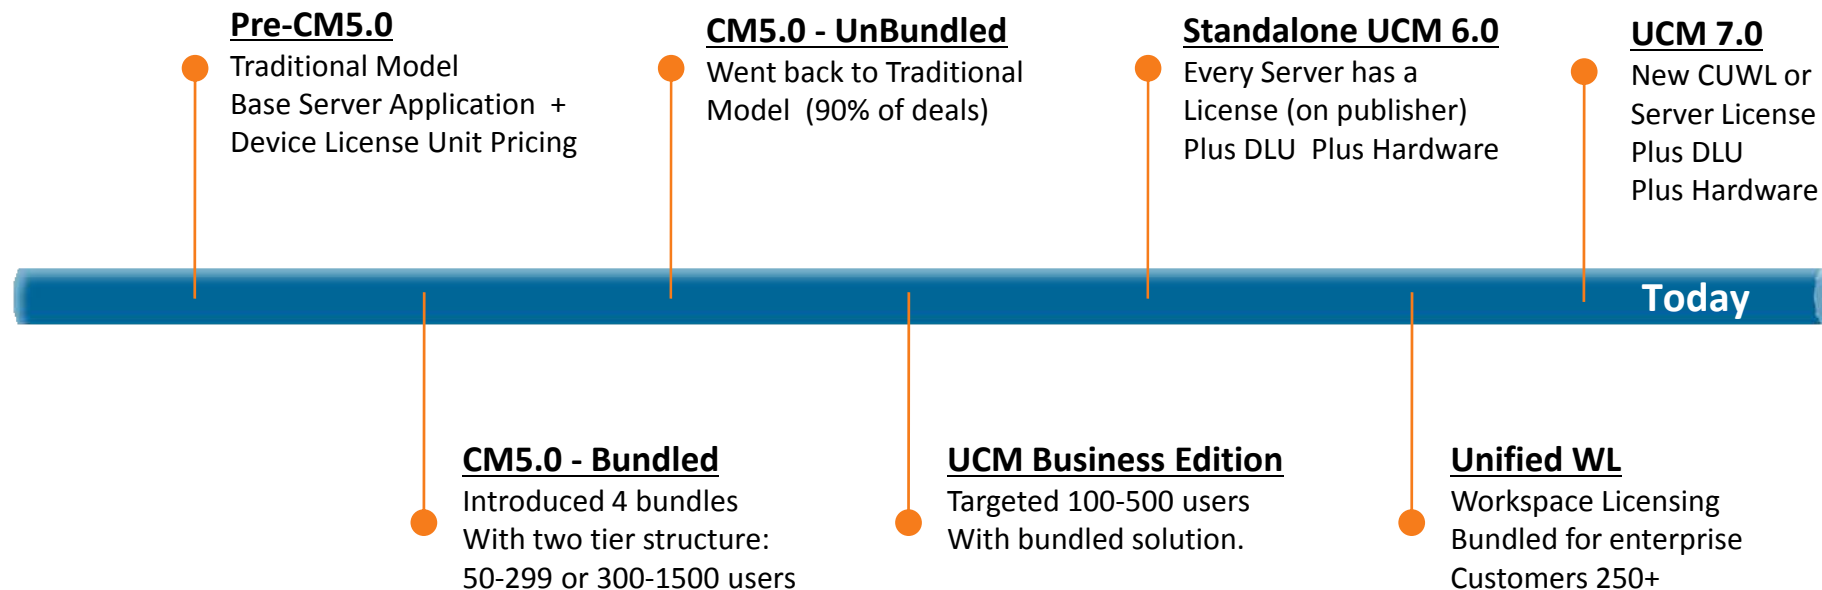 Pre-CM5.0
Traditional Model
Base Server Application +
Device License Unit Pricing
CM5.0 - UnBundled
Went back to Traditional
Model (90% of deals)
Standalone UCM 6.0
Every Server has a
License (on publisher)
Plus DLU Plus Hardware
UCM 7.0
New CUWL or
Server License
Plus DLU
Plus Hardware
Today
CM5.0 - Bundled
Introduced 4 bundles
With two tier structure:
50-299 or 300-1500 users
UCM Business Edition
Targeted 100-500 users
With bundled solution.
Unified WL
Workspace Licensing
Bundled for enterprise
Customers 250+